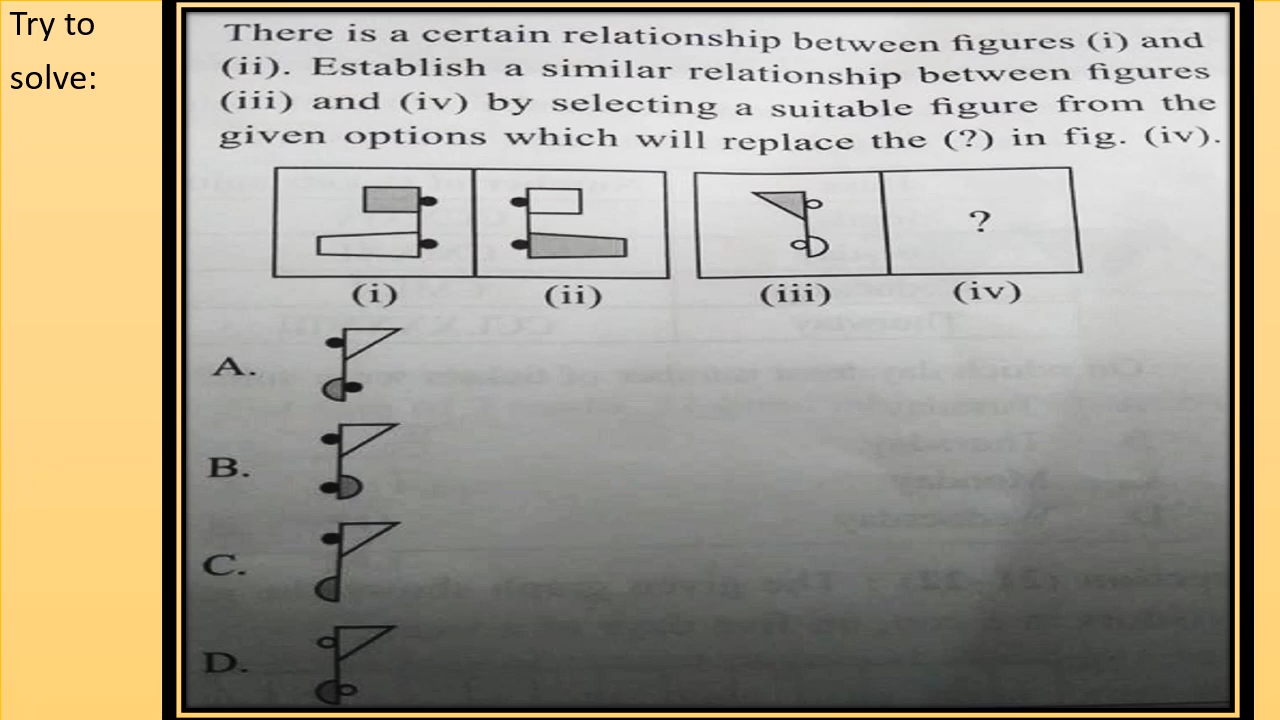 Try to
solve:
There is a certain relationship between figures (i) and
(ii). Establish a similar relationship between figures
(iii) and (iv) by selecting a suitable figure from the
given options which will replace the (?) in fig. (iv).
?
(i) (ii) (iii) (iv)
A.
B.
C.
D.